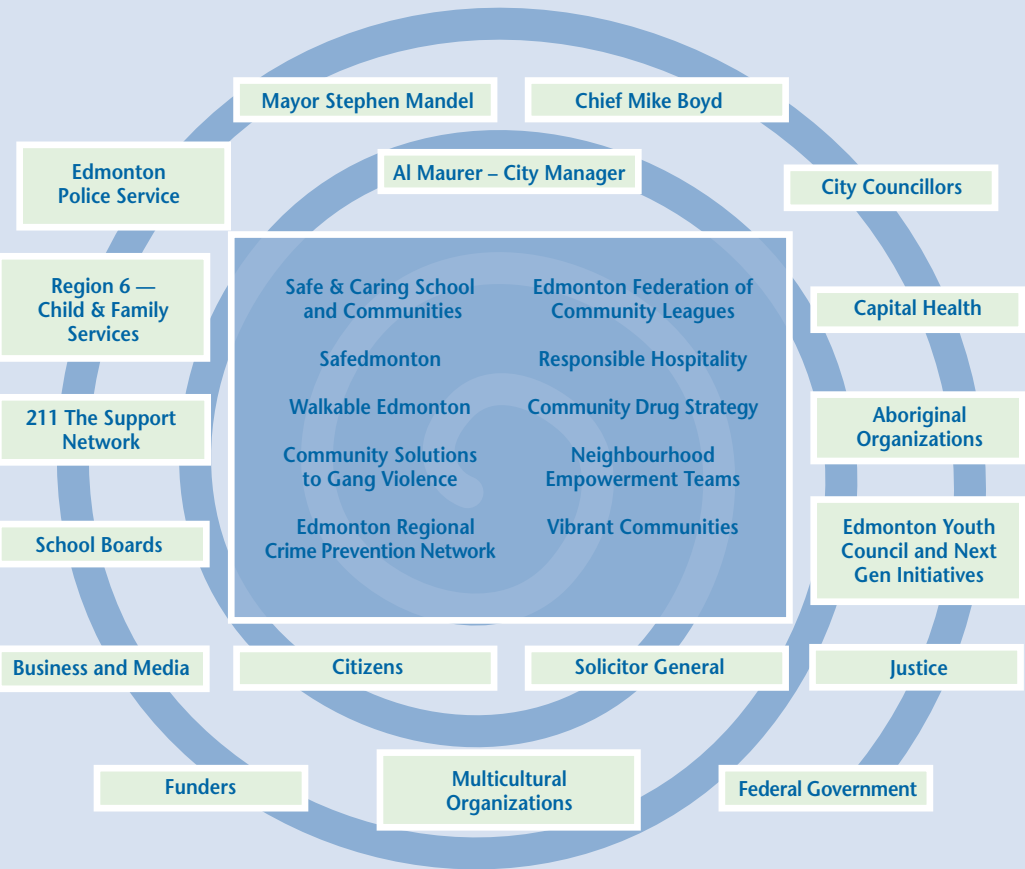 Mayor Stephen Mandel
Chief Mike Boyd
Edmonton
Police Service
Al Maurer – City Manager
City Councillors
Region 6 —
Child & Family
Services
Safe & Caring School
and Communities
Edmonton Federation of
Community Leagues
Capital Health
Safedmonton
Responsible Hospitality
211 The Support
Network
Walkable Edmonton
Community Drug Strategy
Aboriginal
Organizations
Community Solutions
to Gang Violence
Neighbourhood
Empowerment Teams
School Boards
Edmonton Regional
Crime Prevention Network
Vibrant Communities
Edmonton Youth
Council and Next
Gen Initiatives
Business and Media
Citizens
Solicitor General
Justice
Funders
Multicultural
Organizations
Federal Government